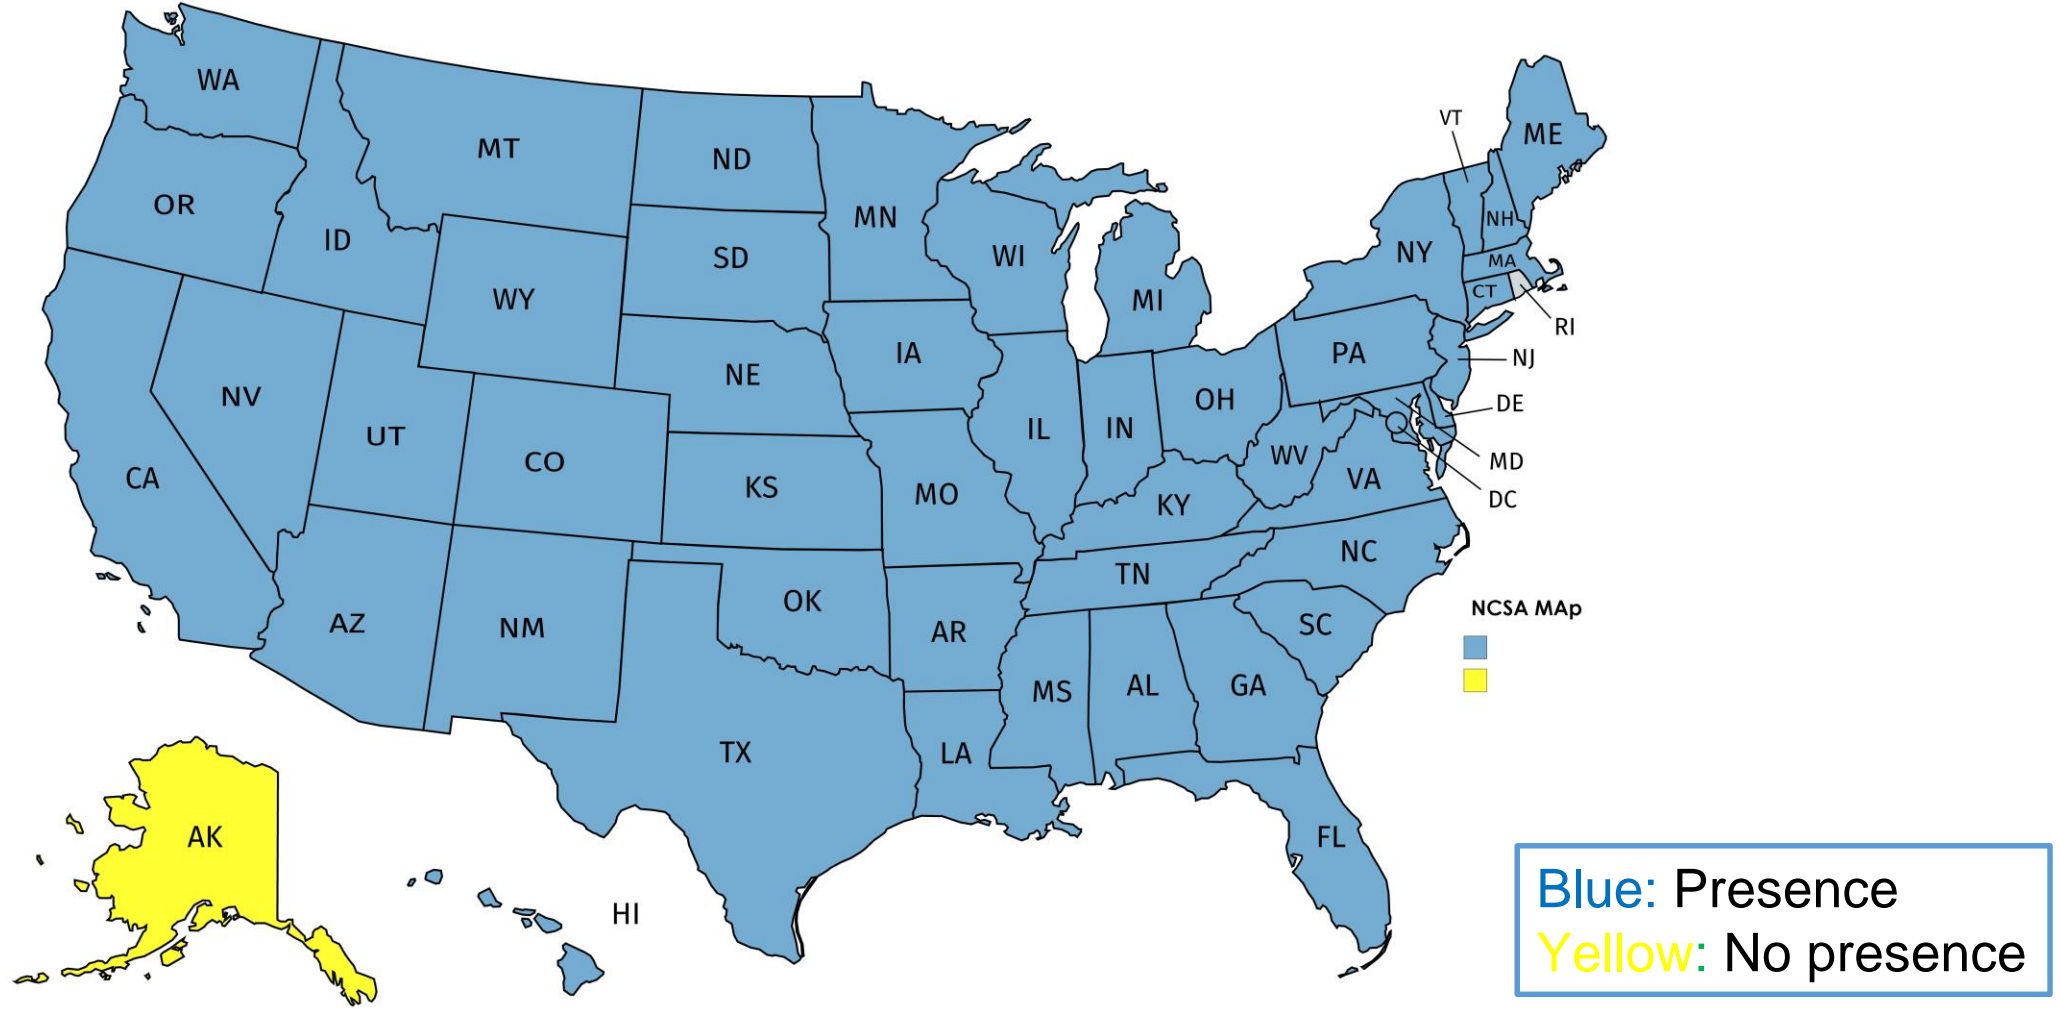 WA
MT
ND
MN
OR
ID
SD
WI
MI
VT
ME
NH
NY
MA
CT
RI
WY
IA
NE
PA
NJ
NV
UT
CO
CA
KS
MO
IL
IN
OH
DE
WV
VA
MD
DC
KY
NC
TN
AZ
NM
OK
AR
SC
MS
AL
GA
TX
LA
FL
AK
HI
NCSA MAp
Blue: Presence
Yellow: No presence